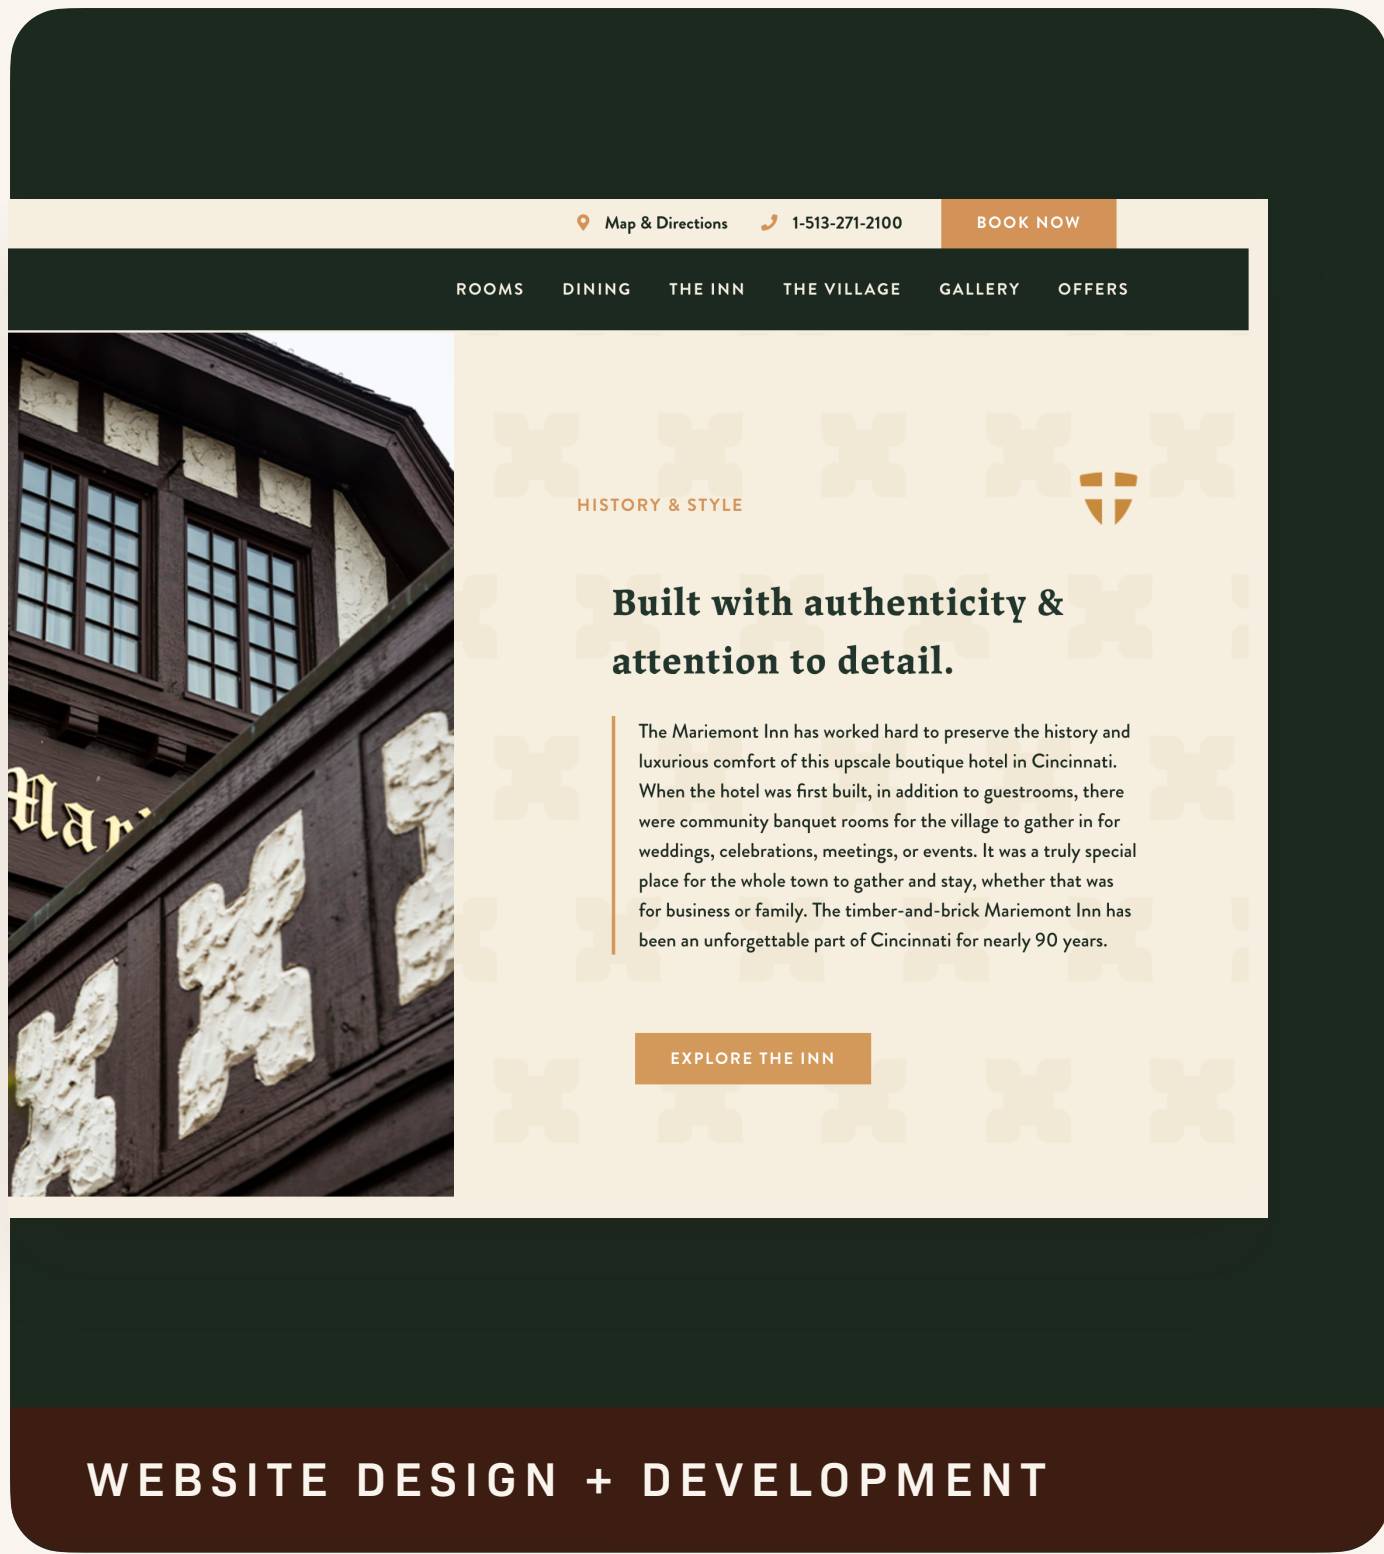 Map & Directions 1-513-271-2100 BOOK NOW
ROOMS DINING THE INN THE VILLAGE GALLERY OFFERS
HISTORY & STYLE
Built with authenticity &
attention to detail.
The Mariemont Inn has worked hard to preserve the history and
luxurious comfort of this upscale boutique hotel in Cincinnati.
When the hotel was first built, in addition to guestrooms, there
were community banquet rooms for the village to gather in for
weddings, celebrations, meetings, or events. It was a truly special
place for the whole town to gather and stay, whether that was
for business or family. The timber-and-brick Mariemont Inn has
been an unforgettable part of Cincinnati for nearly 90 years.
EXPLORE THE INN
WEBSITE DESIGN + DEVELOPMENT